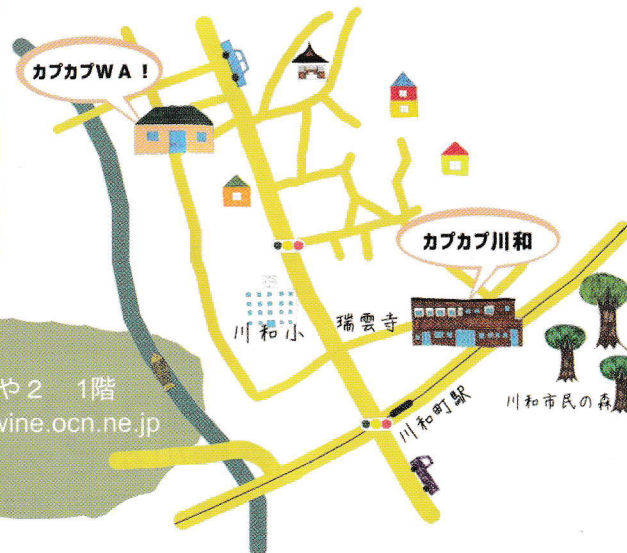 カプカプWA！
カプカプ川和
川和小
瑞雲寺
川和町駅
川和市民の森
や2　1階
wine.ocn.ne.jp